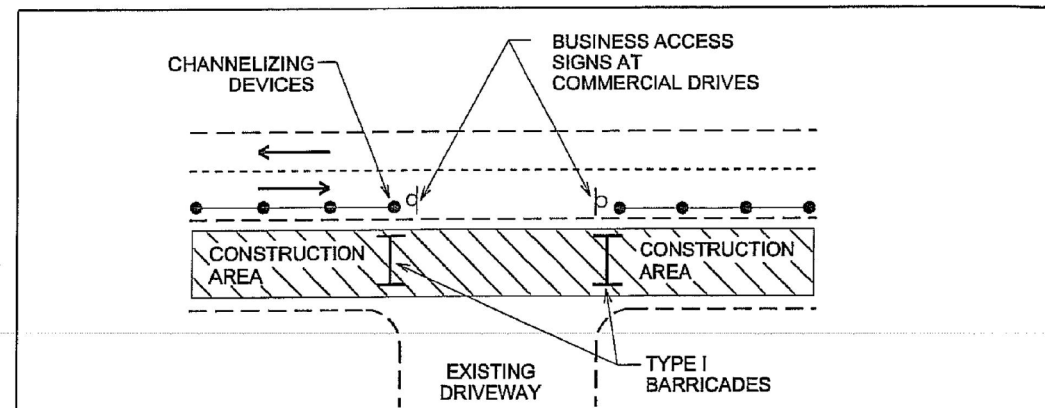 BUSINESS ACCESS
SIGNS AT
COMMERCIAL DRIVES
CHANNELIZING
DEVICES
CONSTRUCTION
AREA
CONSTRUCTION
AREA
EXISTING
DRIVEWAY
TYPE I
BARRICADES